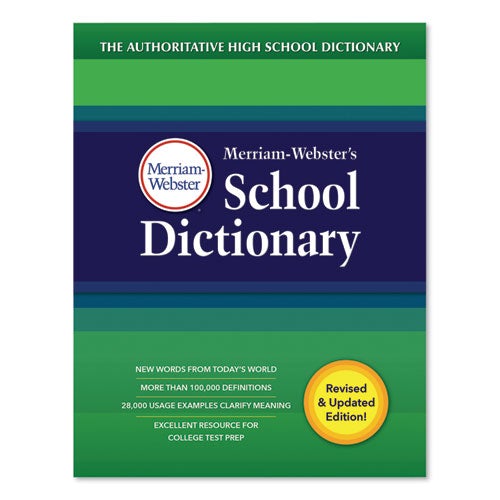 THE AUTHORITATIVE HIGH SCHOOL DICTIONARY
Merriam-
Webster
®
Merriam-Webster's
School
Dictionary
NEW WORDS FROM TODAY'S WORLD
MORE THAN 100,000 DEFINITIONS
28,000 USAGE EXAMPLES CLARIFY MEANING
EXCELLENT RESOURCE FOR
COLLEGE TEST PREP
Revised
& Updated
Edition!